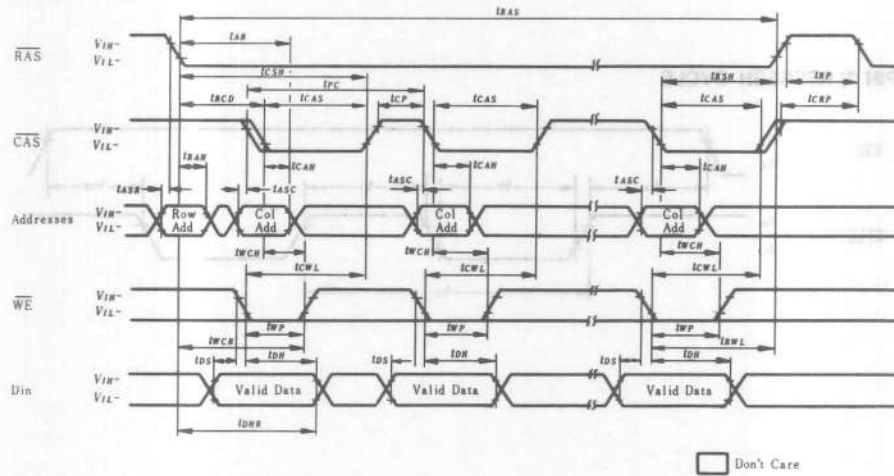 tRAS
tAR
RAS
VIH-
VIL-
tCSH
tPC
tRSH
tRP
tRCD
tCAS
tCP
tCAS
tCAS
tCRP
CAS
VIH-
VIL-
tRAH
tCAH
tCAH
tCAH
tASR
tASC
tASC
tASC
Addresses
VIH-
VIL-
Row Add
Col Add
Col Add
Col Add
tWCH
tWCH
tWCH
tCWL
tCWL
tCWL
WE
VIH-
VIL-
tWP
tWP
tWP
tWCR
tRWL
tDS
tDH
tDS
tDH
tDS
tDH
Din
VIH-
VIL-
Valid Data
Valid Data
Valid Data
tDHR
Don't Care